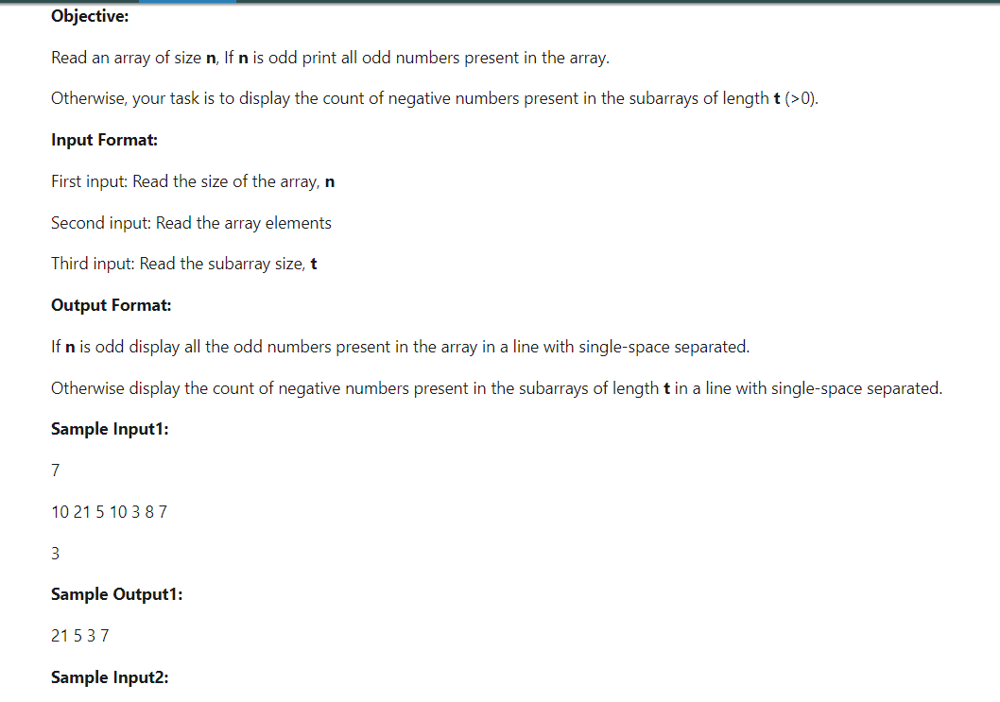 Objective:
Read an array of size n, If n is odd print all odd numbers present in the array.
Otherwise, your task is to display the count of negative numbers present in the subarrays of length t (>0).
Input Format:
First input: Read the size of the array, n
Second input: Read the array elements
Third input: Read the subarray size, t
Output Format:
If n is odd display all the odd numbers present in the array in a line with single-space separated.
Otherwise display the count of negative numbers present in the subarrays of length t in a line with single-space separated.
Sample Input1:
7
10 21 5 10 3 8 7
3
Sample Output1:
21 5 3 7
Sample Input2: